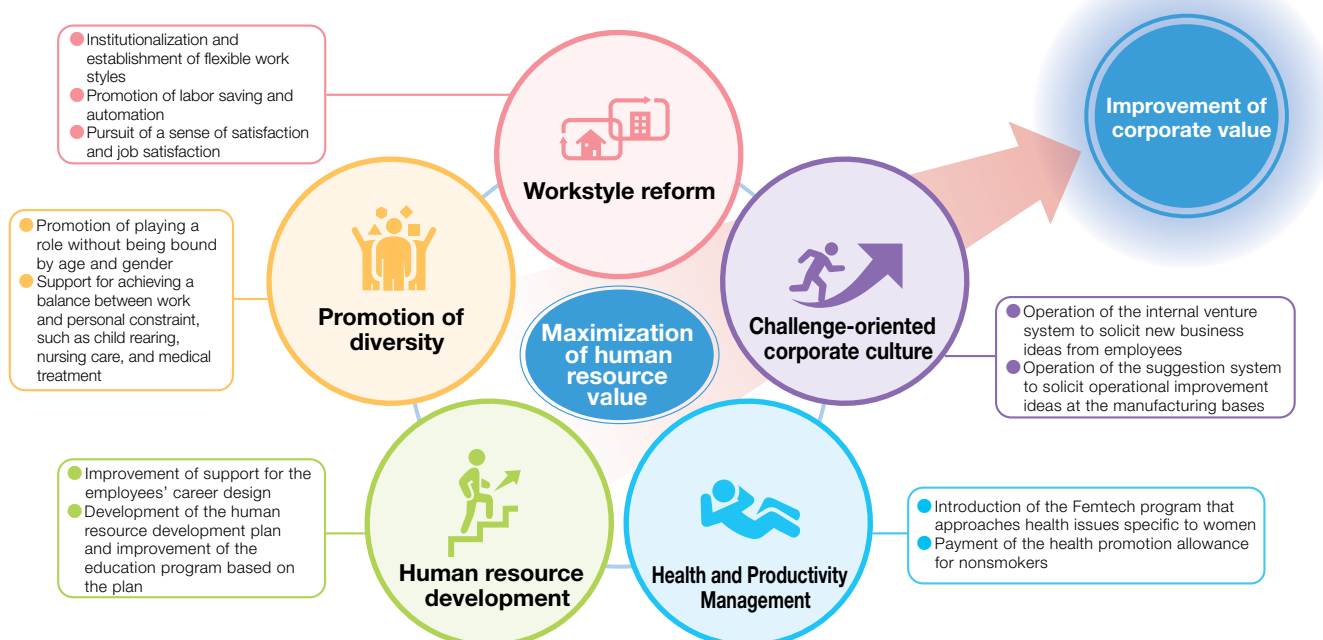 Institutionalization and
establishment of flexible work
styles
Promotion of labor saving and
automation
Pursuit of a sense of satisfaction
and job satisfaction
Workstyle reform
Improvement of
corporate value
Promotion of playing a
role without being bound
by age and gender
Support for achieving a
balance between work
and personal constraint,
such as child rearing,
nursing care, and medical
treatment
Promotion of
diversity
Maximization
of human
resource
value
Challenge-oriented
corporate culture
Operation of the internal venture
system to solicit new business
ideas from employees
Operation of the suggestion system
to solicit operational improvement
ideas at the manufacturing bases
Improvement of support for the
employees’ career design
Development of the human
resource development plan
and improvement of the
education program based on
the plan
Human resource
development
Health and Productivity
Management
Introduction of the Femtech program that
approaches health issues specific to women
Payment of the health promotion allowance
for nonsmokers